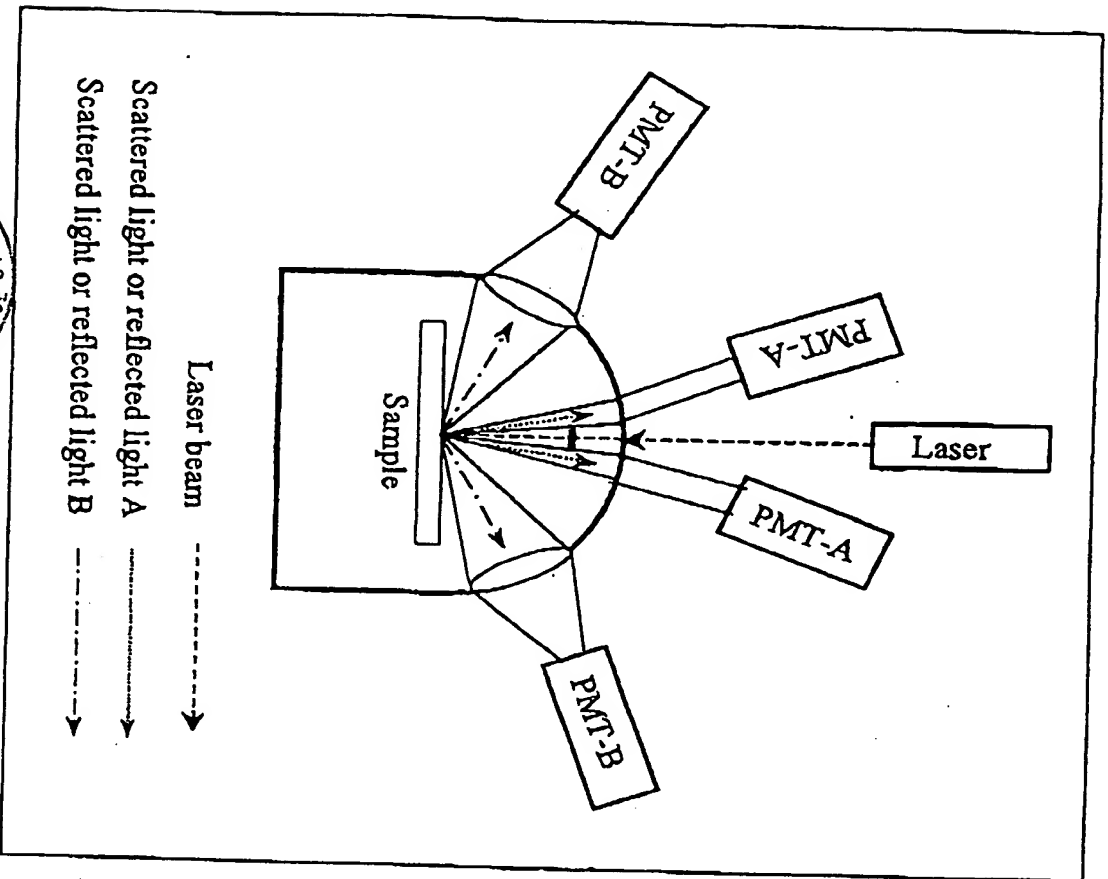 PMT-B
PMT-A
Laser
PMT-A
PMT-B
Sample
Laser beam
Scattered light or reflected light A
Scattered light or reflected light B